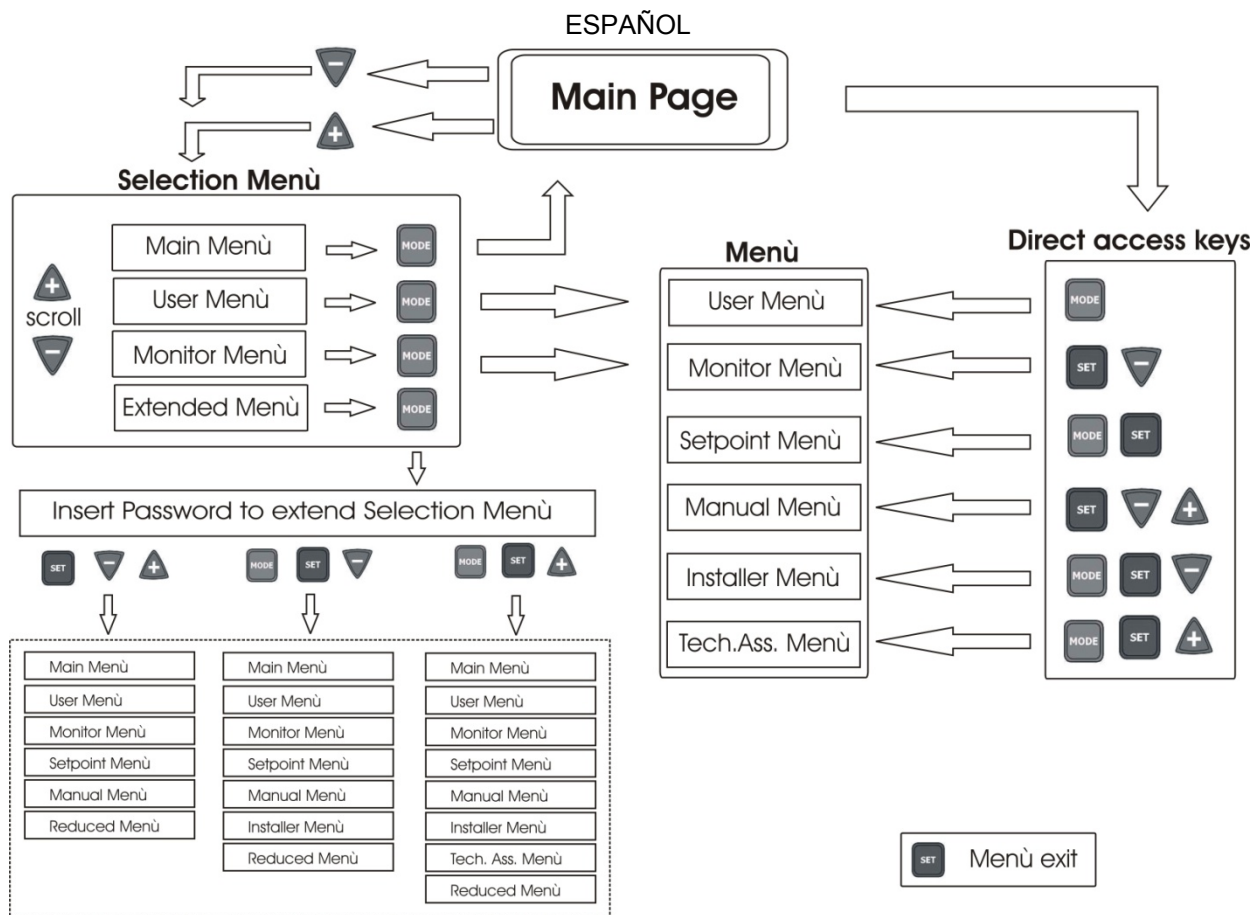 ESPAÑOL
Main Page
Selection Menù
Main Menù
MODE
User Menù
MODE
Monitor Menù
MODE
Extended Menù
MODE
+
scroll
−
Insert Password to extend Selection Menù
SET − +
MODE SET −
MODE SET +
Main Menù
User Menù
Monitor Menù
Setpoint Menù
Manual Menù
Reduced Menù
Main Menù
User Menù
Monitor Menù
Setpoint Menù
Manual Menù
Installer Menù
Reduced Menù
Main Menù
User Menù
Monitor Menù
Setpoint Menù
Manual Menù
Installer Menù
Tech. Ass. Menù
Reduced Menù
−
+
Menù
User Menù
Monitor Menù
Setpoint Menù
Manual Menù
Installer Menù
Tech.Ass. Menù
Direct access keys
MODE
SET −
MODE SET
SET − +
MODE SET −
MODE SET +
SET Menù exit